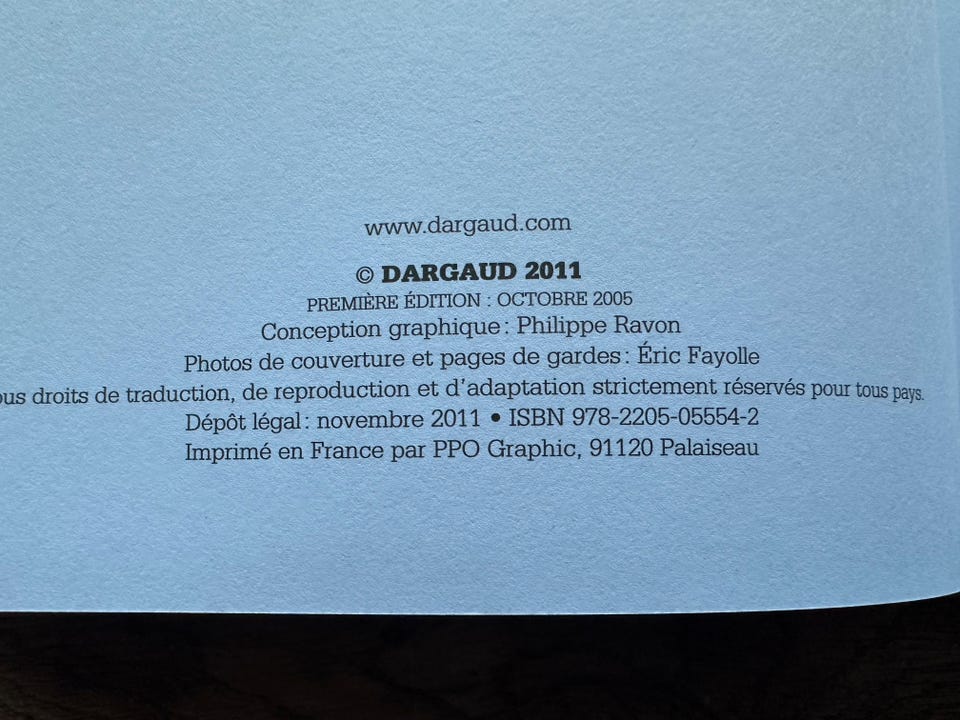 www.dargaud.com
© DARGAUD 2011
PREMIÈRE ÉDITION : OCTOBRE 2005
Conception graphique : Philippe Ravon
Photos de couverture et pages de gardes : Éric Fayolle
droits de traduction, de reproduction et d'adaptation strictement réservés pour tous pays.
Dépôt légal : novembre 2011 • ISBN 978-2205-05554-2
Imprimé en France par PPO Graphic, 91120 Palaiseau